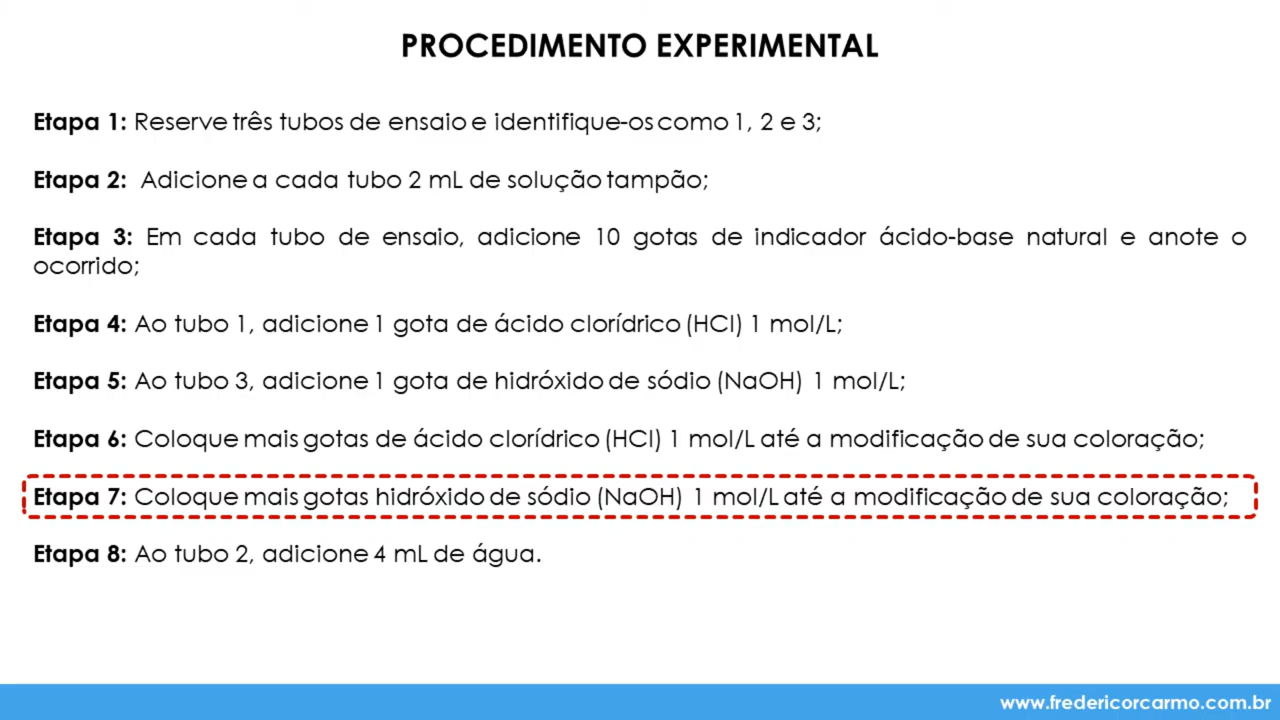 PROCEDIMENTO EXPERIMENTAL
Etapa 1: Reserve três tubos de ensaio e identifique-os como 1, 2 e 3;
Etapa 2: Adicione a cada tubo 2 mL de solução tampão;
Etapa 3: Em cada tubo de ensaio, adicione 10 gotas de indicador ácido-base natural e anote o
ocorrido;
Etapa 4: Ao tubo 1, adicione 1 gota de ácido clorídrico (HCl) 1 mol/L;
Etapa 5: Ao tubo 3, adicione 1 gota de hidróxido de sódio (NaOH) 1 mol/L;
Etapa 6: Coloque mais gotas de ácido clorídrico (HCl) 1 mol/L até a modificação de sua coloração;
Etapa 7: Coloque mais gotas hidróxido de sódio (NaOH) 1 mol/L até a modificação de sua coloração;
Etapa 8: Ao tubo 2, adicione 4 mL de água.
www.fredericorcarmo.com.br